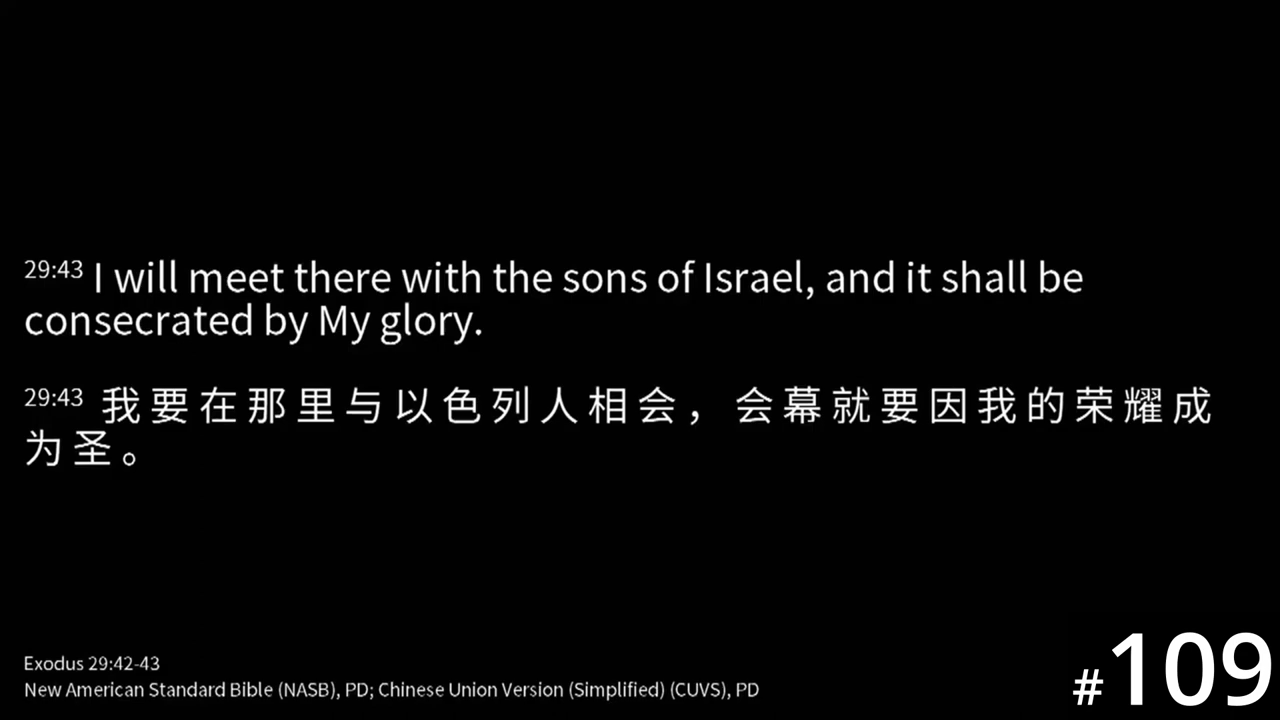 29:43 I will meet there with the sons of Israel, and it shall be
consecrated by My glory.
29:43 我要在那里与以色列人相会，会幕就要因我的荣耀成
为圣。
Exodus 29:42-43
New American Standard Bible (NASB), PD; Chinese Union Version (Simplified) (CUVS), PD
#109